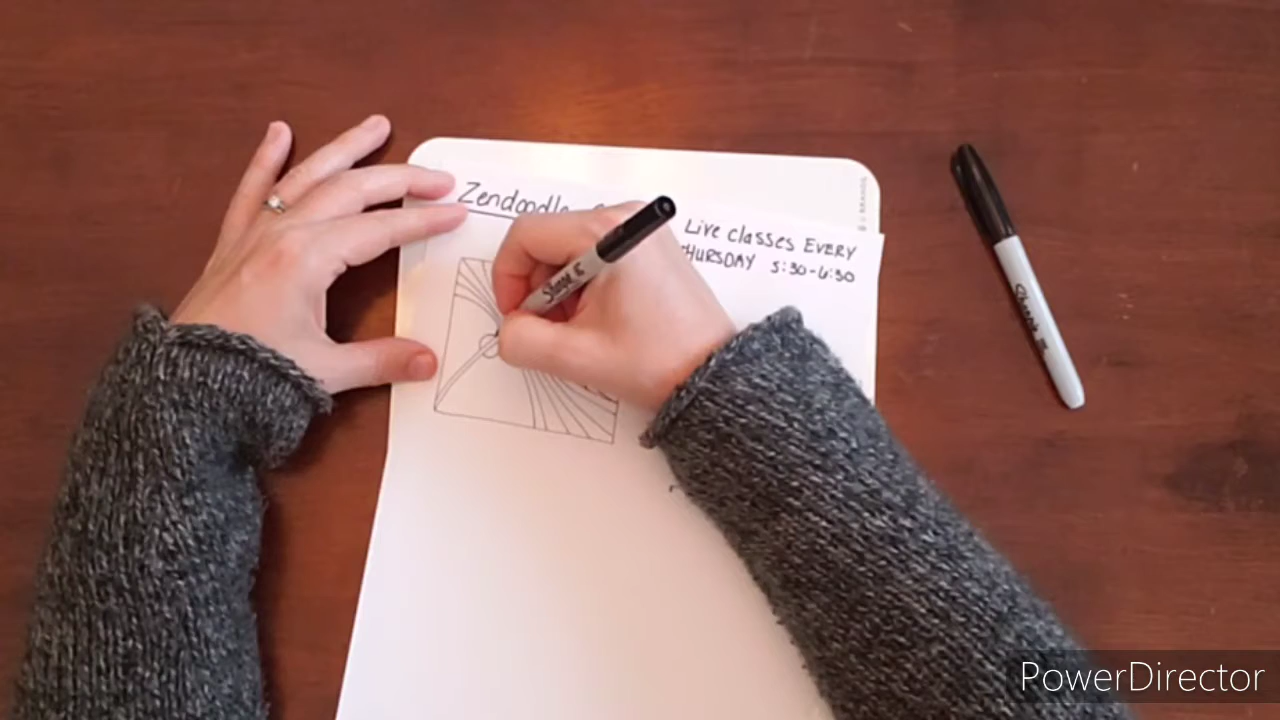 Zendoodle
Live classes EVERY
THURSDAY 5:30-6:30
Sharpie
Sharpie
PowerDirector